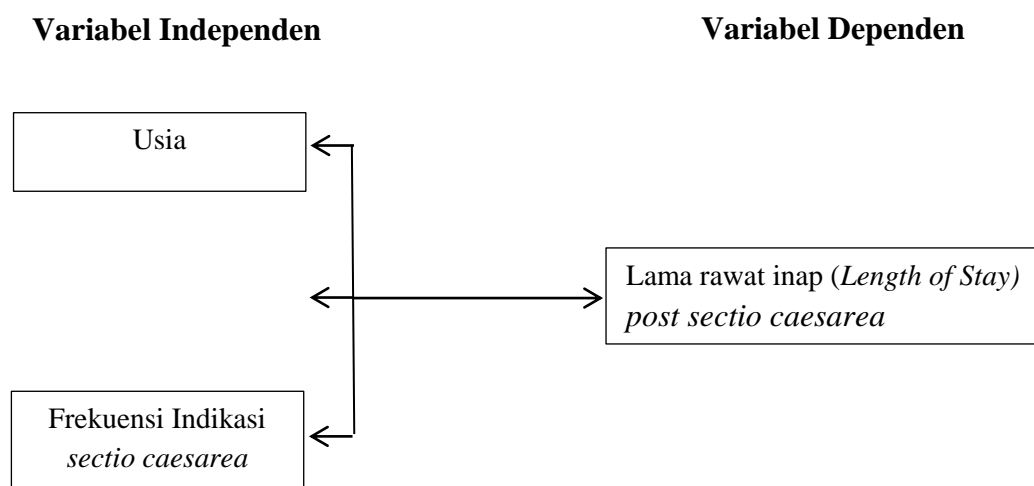 Variabel Independen
Variabel Dependen
Usia
Lama rawat inap (Length of Stay)
post sectio caesarea
Frekuensi Indikasi
sectio caesarea